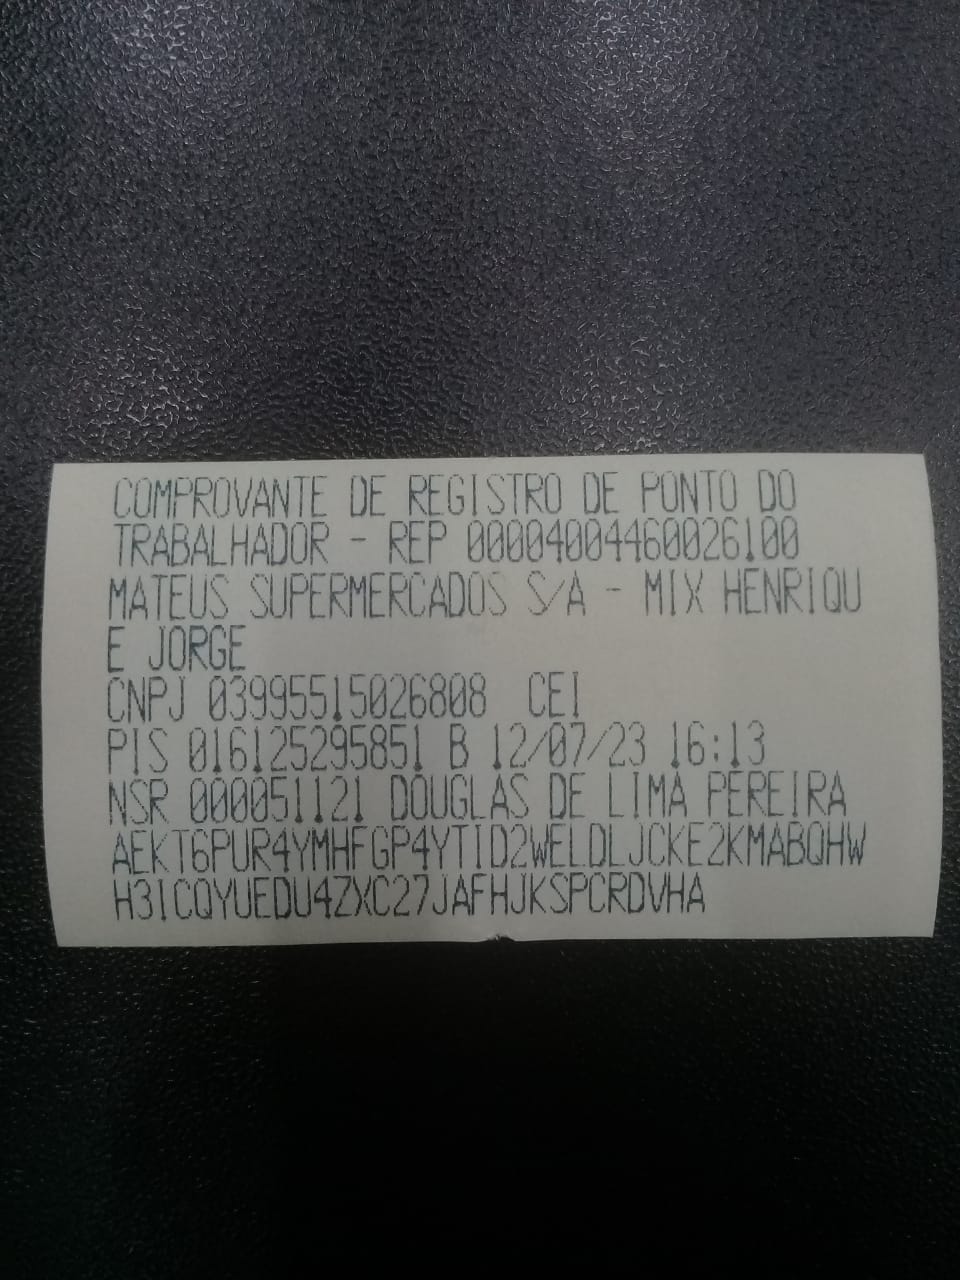 COMPROVANTE DE REGISTRO DE PONTO DO
TRABALHADOR - REP 00004004460026100
MATEUS SUPERMERCADOS S/A - MIX HENRIQU
E JORGE
CNPJ 03995515026808 CEI
PIS 016125295851 B 12/07/23 16:13
NSR 000051121 DOUGLAS DE LIMA PEREIRA
AEKT6PUR4YMHFGP4YTID2WELDLJCKE2KMABQHW
H3ICQYUEDU4ZXC27JAFHJKSPCRDVHA